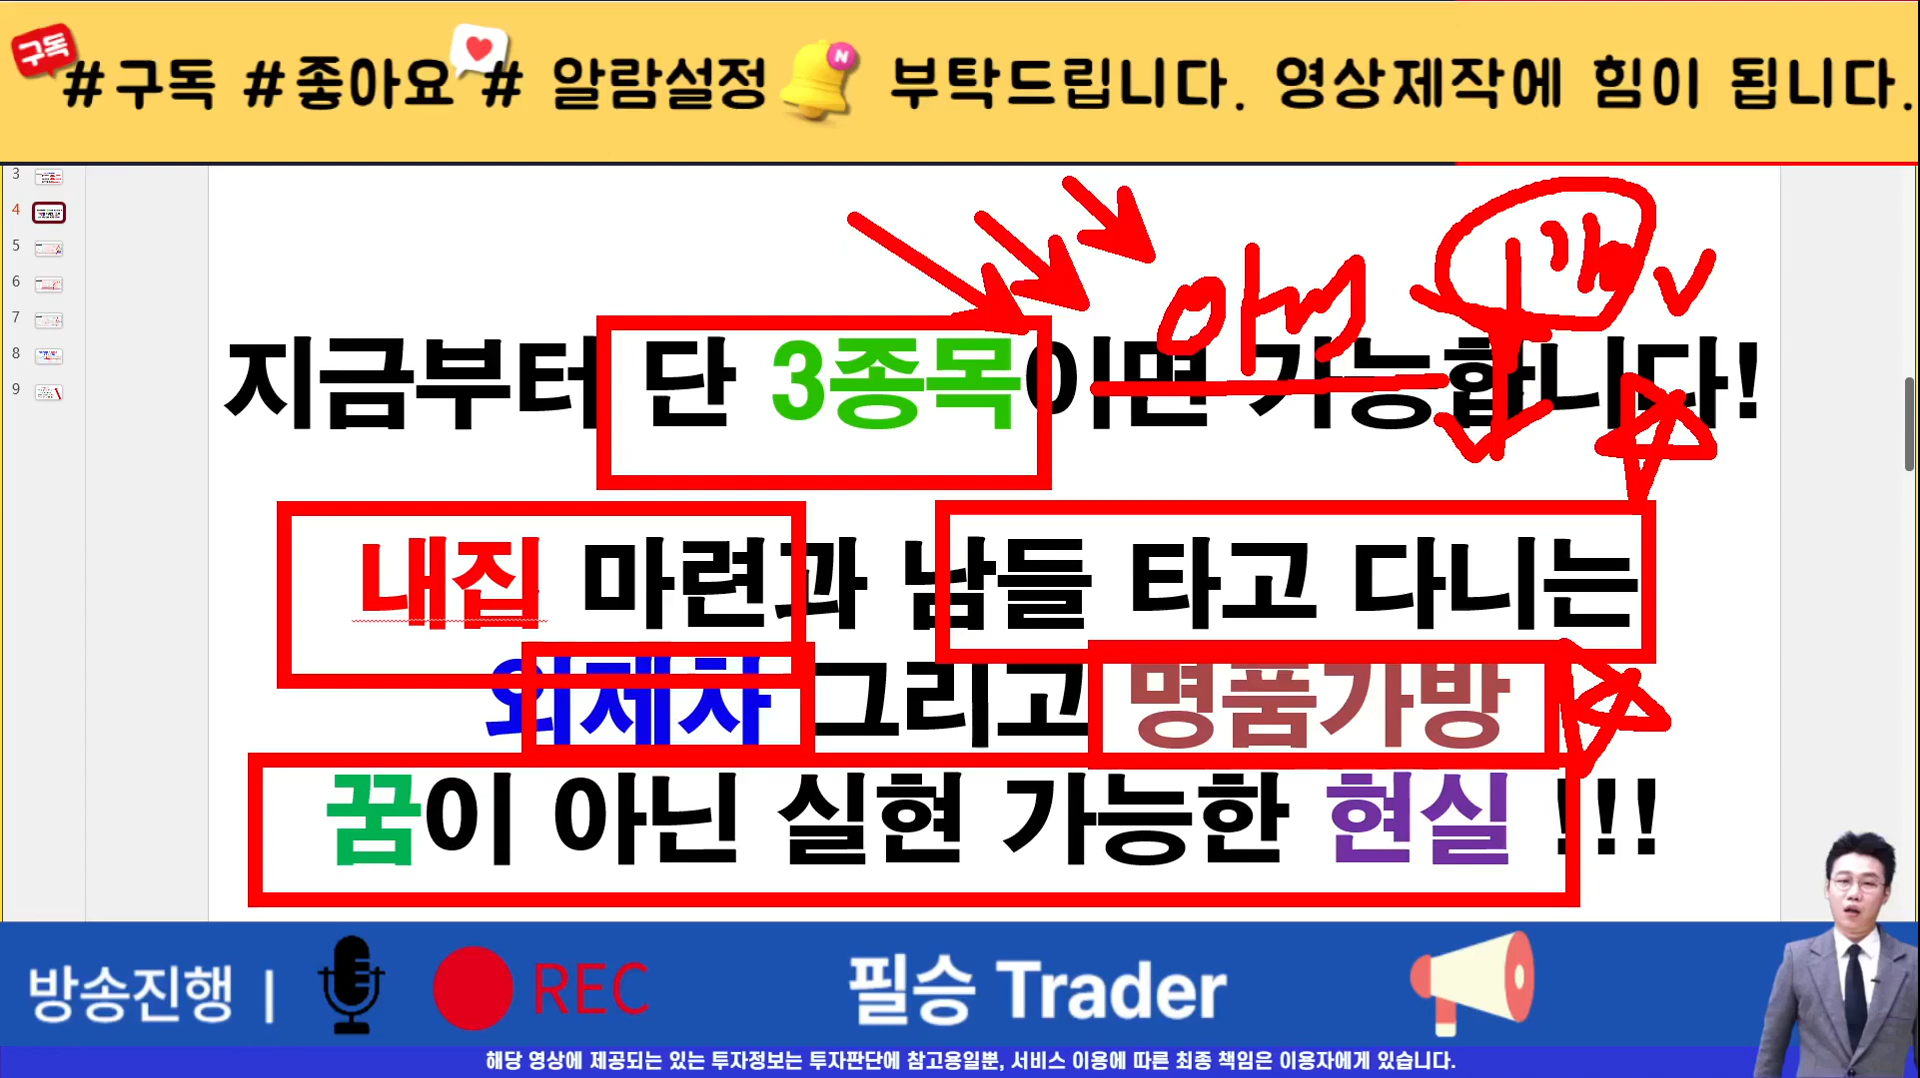 구독
#구독 #좋아요 # 알람설정 N 부탁드립니다. 영상제작에 힘이 됩니다.
3
4
5
6
7
8
9
지금부터 단 3종목이면 가능합니다!
내집 마련과 남들 타고 다니는
외제차 그리고 명품가방
꿈이 아닌 실현 가능한 현실 !!!
방송진행 | REC 필승 Trader
해당 영상에 제공되는 있는 투자정보는 투자판단에 참고용일뿐, 서비스 이용에 따른 최종 책임은 이용자에게 있습니다.